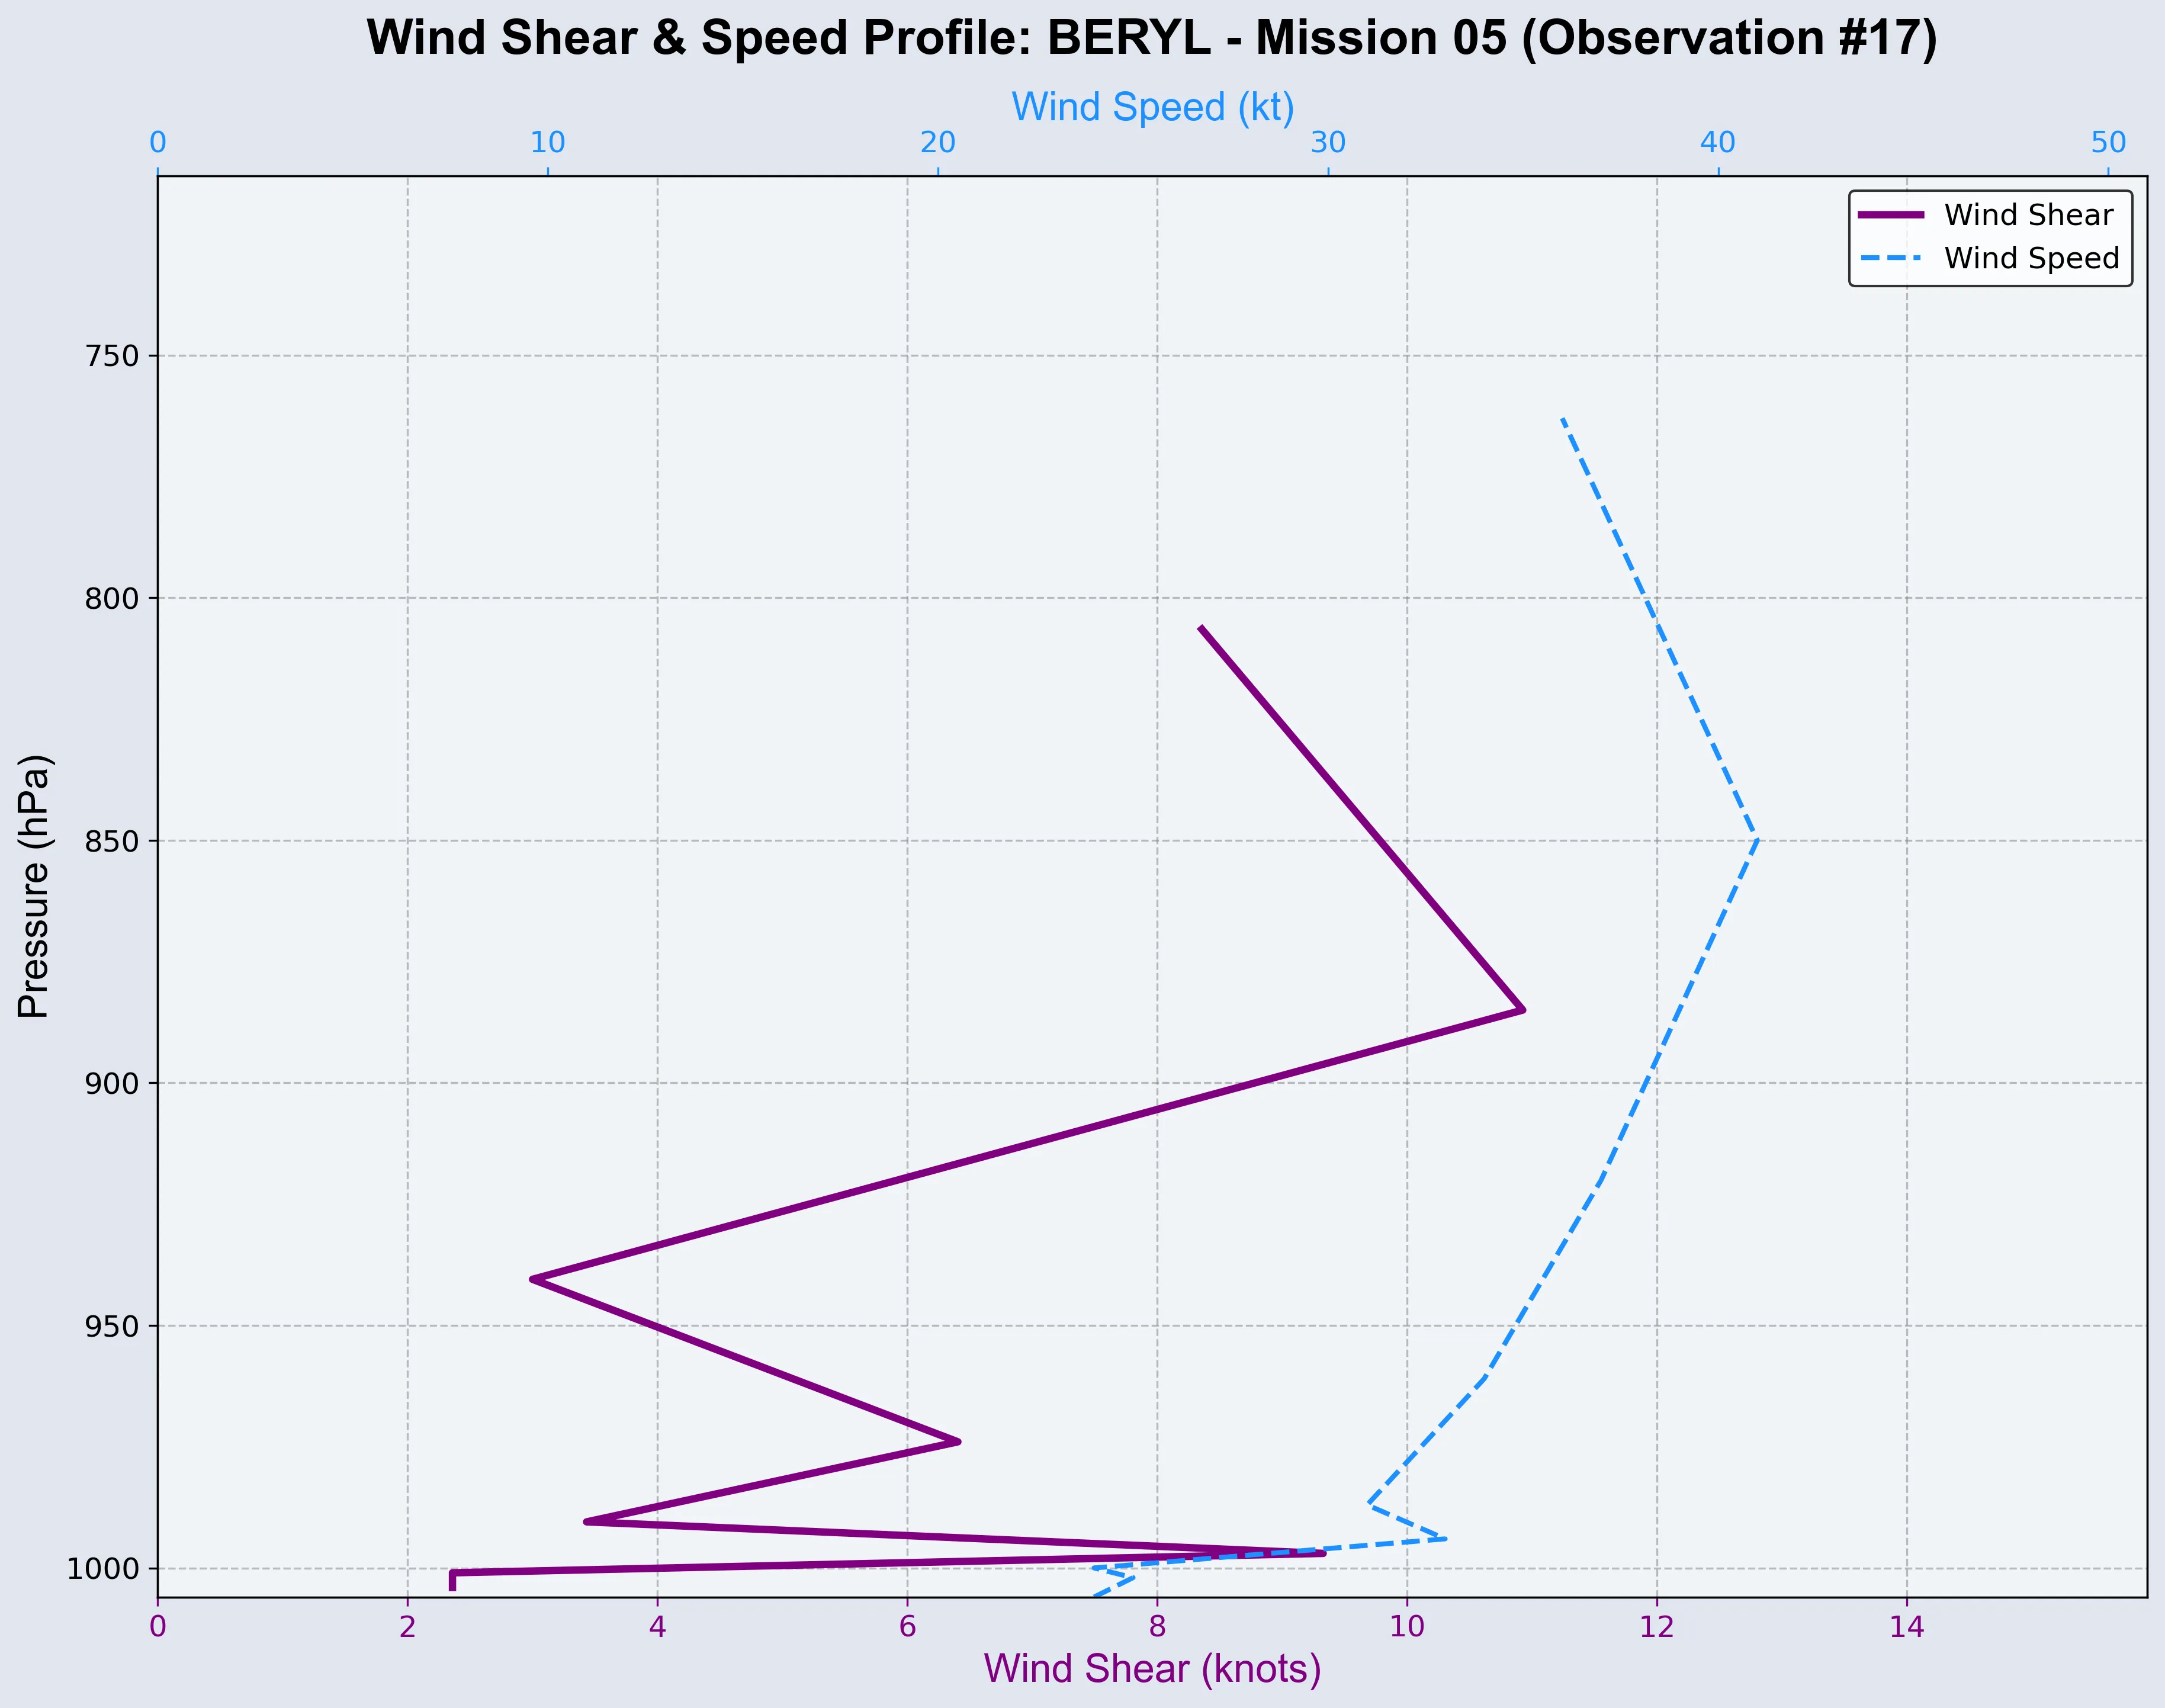 Wind Shear & Speed Profile: BERYL - Mission 05 (Observation #17)
Wind Speed (kt)
0 10 20 30 40 50
Wind Shear
Wind Speed
750
800
850
900
950
1000
Pressure (hPa)
0 2 4 6 8 10 12 14
Wind Shear (knots)